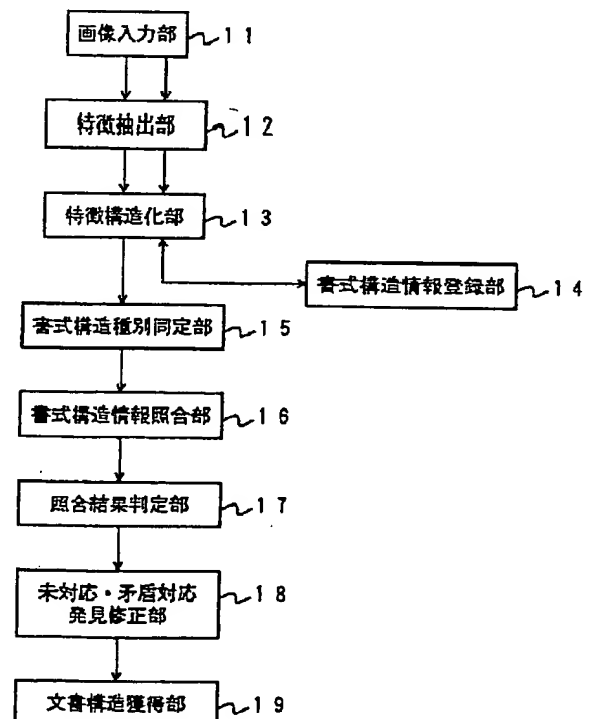 画像入力部 11
特徴抽出部 12
特徴構造化部 13
書式構造情報登録部 14
書式構造種別同定部 15
書式構造情報照合部 16
照合結果判定部 17
未対応・矛盾対応 18
発見修正部
文書構造獲得部 19